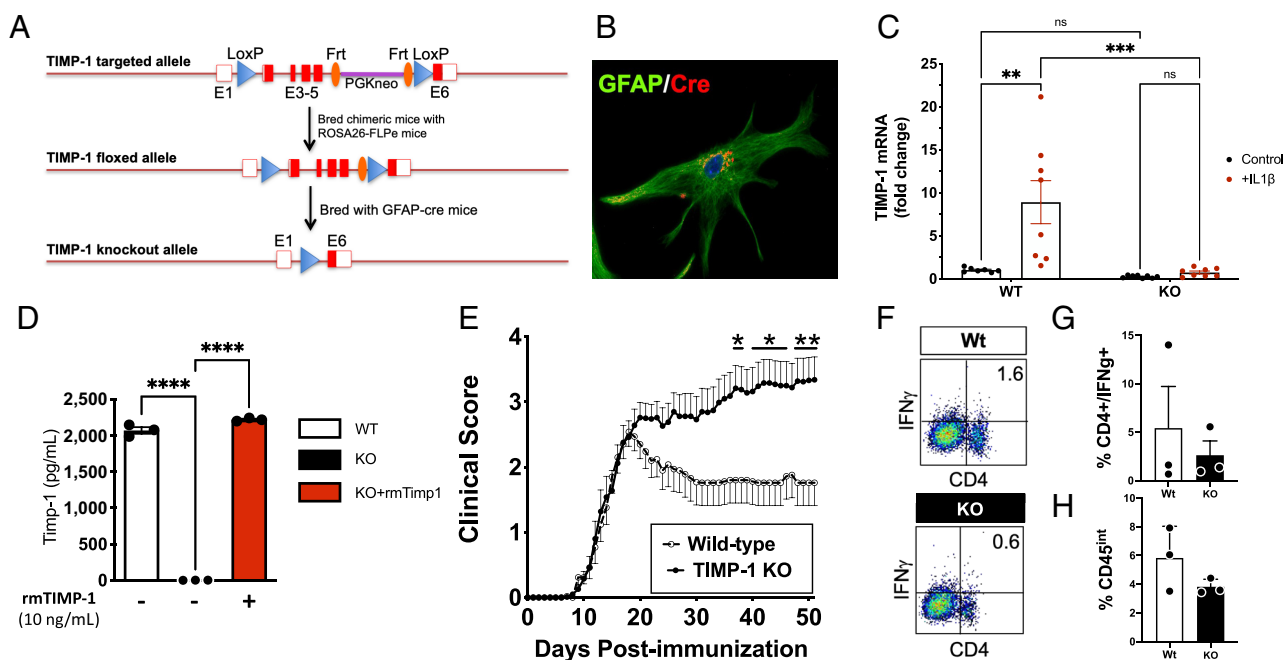 A
TIMP-1 targeted allele
LoxP
Frt
Frt LoxP
PGKneo
E1
E3-5
E6
Bred chimeric mice with
ROSA26-FLPe mice
TIMP-1 floxed allele
Bred with GFAP-cre mice
TIMP-1 knockout allele
E1
E6
B
GFAP/Cre
C
ns
***
**
ns
TIMP-1 mRNA
(fold change)
25
20
15
10
5
0
WT
KO
Control
+IL1β
D
****
****
Timp-1 (pg/mL)
2,500
2,000
1,500
1,000
500
0
rmTIMP-1
(10 ng/mL)
-
-
+
WT
KO
KO+rmTimp1
E
Clinical Score
4
3
2
1
0
*
*
**
Wild-type
TIMP-1 KO
0
10
20
30
40
50
Days Post-immunization
F
Wt
1.6
IFNγ
CD4
KO
0.6
IFNγ
CD4
G
% CD4+/IFNg+
15
10
5
0
Wt
KO
H
% CD45int
8
6
4
2
0
Wt
KO